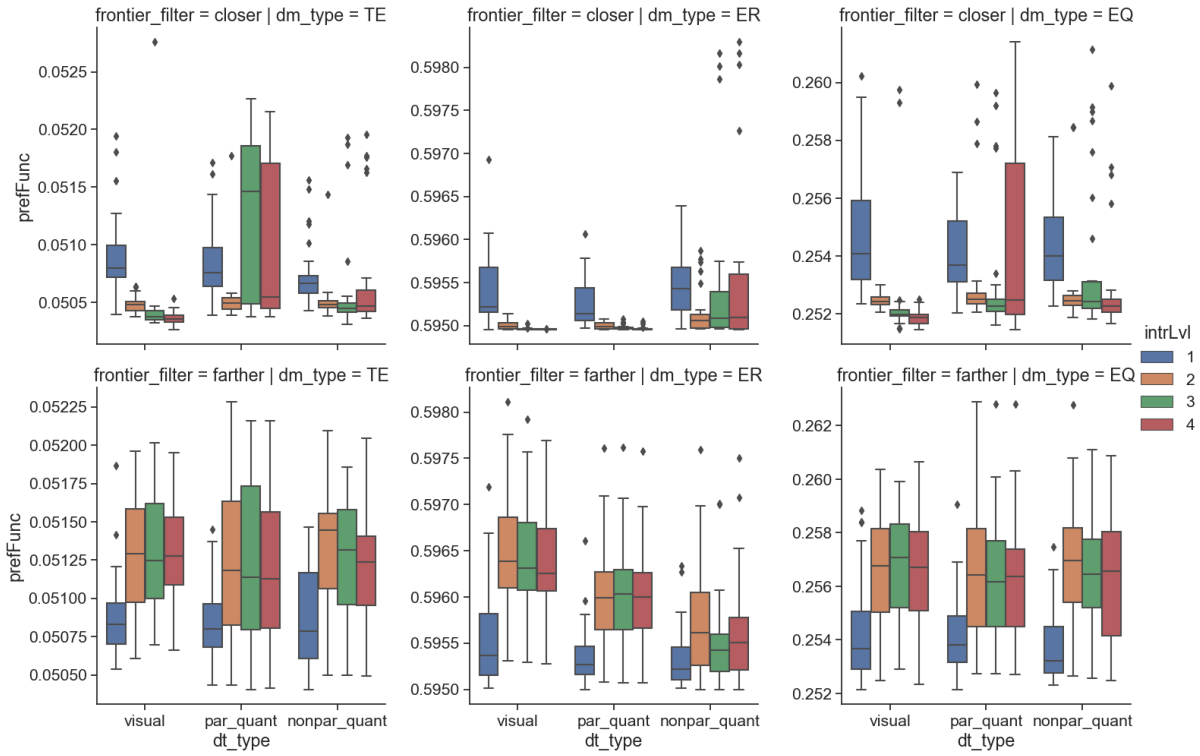 frontier_filter = closer | dm_type = TE
frontier_filter = closer | dm_type = ER
frontier_filter = closer | dm_type = EQ
prefFunc
0.0525
0.0520
0.0515
0.0510
0.0505
0.5980
0.5975
0.5970
0.5965
0.5960
0.5955
0.5950
0.260
0.258
0.256
0.254
0.252
intrLvl
1
2
3
4
frontier_filter = farther | dm_type = TE
frontier_filter = farther | dm_type = ER
frontier_filter = farther | dm_type = EQ
prefFunc
0.05225
0.05200
0.05175
0.05150
0.05125
0.05100
0.05075
0.05050
0.5980
0.5975
0.5970
0.5965
0.5960
0.5955
0.5950
0.262
0.260
0.258
0.256
0.254
0.252
visual par_quant nonpar_quant
dt_type
visual par_quant nonpar_quant
dt_type
visual par_quant nonpar_quant
dt_type